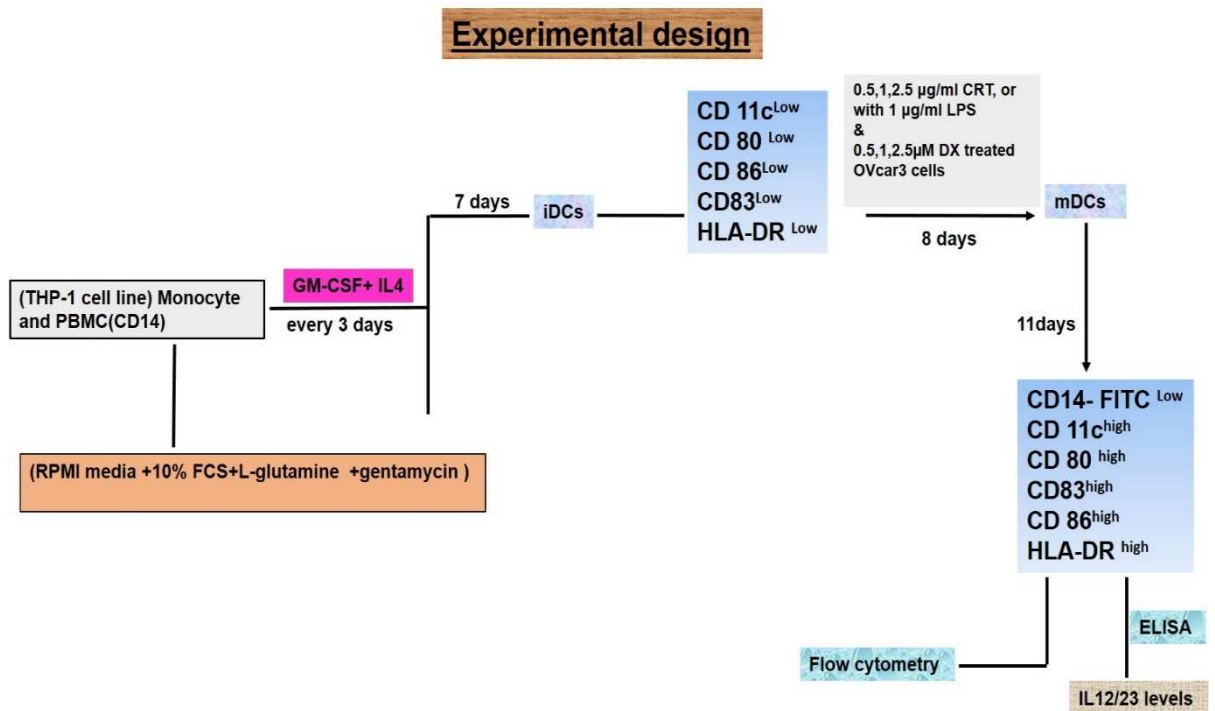 Experimental design
(THP-1 cell line) Monocyte
and PBMC(CD14)
(RPMI media +10% FCS+L-glutamine +gentamycin )
GM-CSF+ IL4
every 3 days
7 days
iDCs
CD 11cLow
CD 80 Low
CD 86Low
CD83Low
HLA-DR Low
0.5,1,2.5 µg/ml CRT, or
with 1 µg/ml LPS
&
0.5,1,2.5µM DX treated
OVcar3 cells
8 days
mDCs
11days
CD14- FITC Low
CD 11chigh
CD 80 high
CD83high
CD 86high
HLA-DR high
Flow cytometry
ELISA
IL12/23 levels